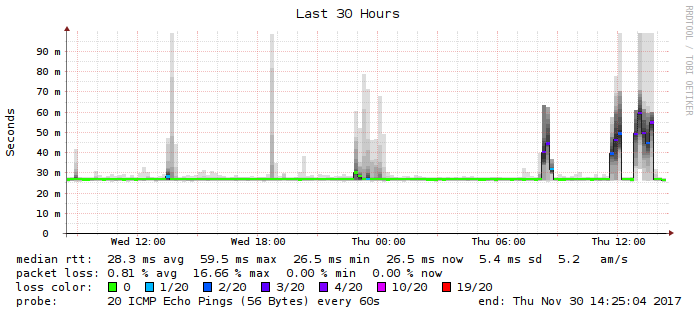 Last 30 Hours
RRDTOOL / TOBI OETIKER
Seconds
90 m
80 m
70 m
60 m
50 m
40 m
30 m
20 m
10 m
0
Wed 12:00 Wed 18:00 Thu 00:00 Thu 06:00 Thu 12:00
median rtt: 28.3 ms avg 59.5 ms max 26.5 ms min 26.5 ms now 5.4 ms sd 5.2 am/s
packet loss: 0.81 % avg 16.66 % max 0.00 % min 0.00 % now
loss color: 0 1/20 2/20 3/20 4/20 10/20 19/20
probe: 20 ICMP Echo Pings (56 Bytes) every 60s end: Thu Nov 30 14:25:04 2017